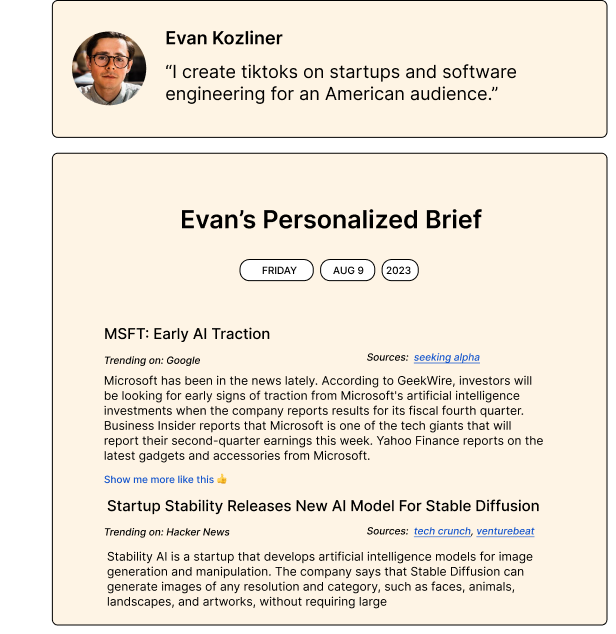 Evan Kozliner
“I create tiktoks on startups and software
engineering for an American audience.”
Evan’s Personalized Brief
FRIDAY AUG 9 2023
MSFT: Early AI Traction
Trending on: Google Sources: seeking alpha
Microsoft has been in the news lately. According to GeekWire, investors will
be looking for early signs of traction from Microsoft's artificial intelligence
investments when the company reports results for its fiscal fourth quarter.
Business Insider reports that Microsoft is one of the tech giants that will
report their second-quarter earnings this week. Yahoo Finance reports on the
latest gadgets and accessories from Microsoft.
Show me more like this 👍
Startup Stability Releases New AI Model For Stable Diffusion
Trending on: Hacker News Sources: tech crunch, venturebeat
Stability AI is a startup that develops artificial intelligence models for image
generation and manipulation. The company says that Stable Diffusion can
generate images of any resolution and category, such as faces, animals,
landscapes, and artworks, without requiring large